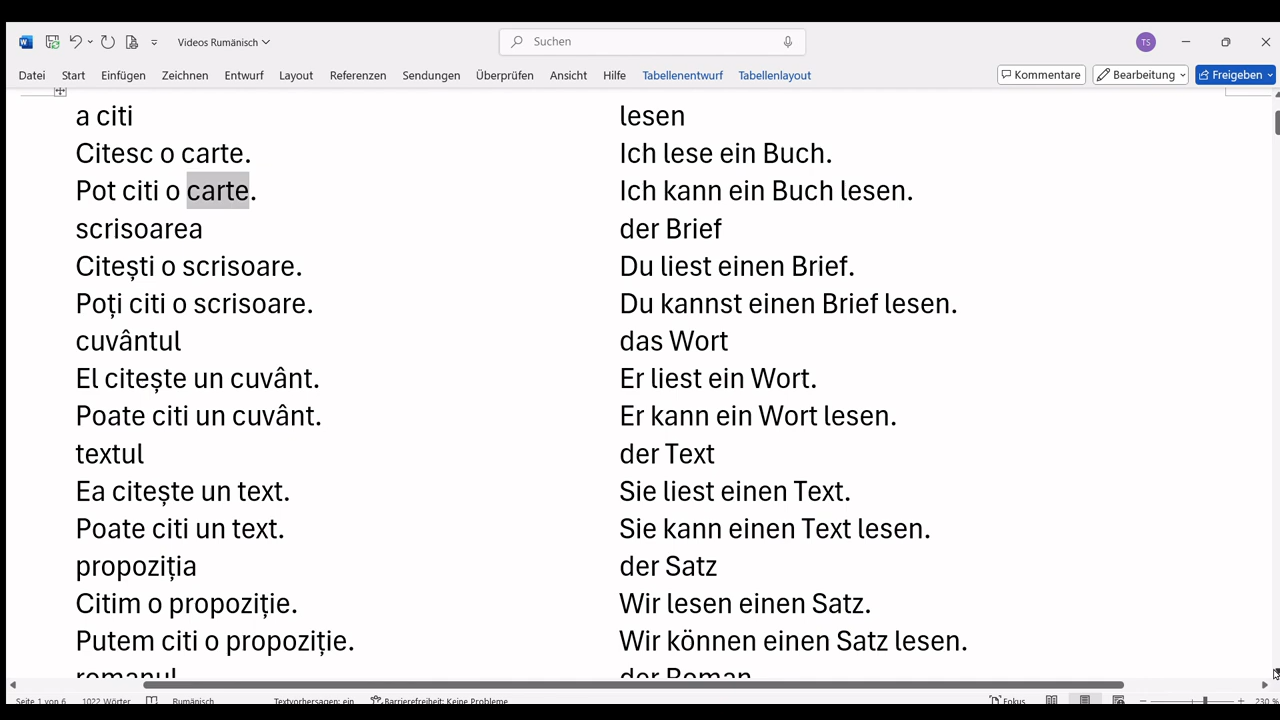 Videos Rumänisch
Suchen
TS
Datei Start Einfügen Zeichnen Entwurf Layout Referenzen Sendungen Überprüfen Ansicht Hilfe Tabellenentwurf Tabellenlayout Kommentare Bearbeitung Freigeben
a citi lesen
Citesc o carte. Ich lese ein Buch.
Pot citi o carte. Ich kann ein Buch lesen.
scrisoarea der Brief
Citești o scrisoare. Du liest einen Brief.
Poți citi o scrisoare. Du kannst einen Brief lesen.
cuvântul das Wort
El citește un cuvânt. Er liest ein Wort.
Poate citi un cuvânt. Er kann ein Wort lesen.
textul der Text
Ea citește un text. Sie liest einen Text.
Poate citi un text. Sie kann einen Text lesen.
propoziția der Satz
Citim o propoziție. Wir lesen einen Satz.
Putem citi o propoziție. Wir können einen Satz lesen.
romanul der Roman
Seite 1 von 6 1022 Wörter Rumänisch Textvorhersagen: ein Barrierefreiheit: Keine Probleme Fokus 230 %